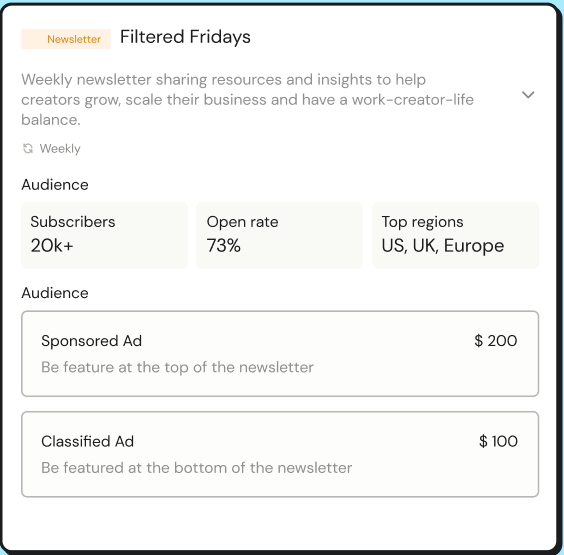 Newsletter Filtered Fridays
Weekly newsletter sharing resources and insights to help
creators grow, scale their business and have a work-creator-life
balance.
Weekly
Audience
Subscribers Open rate Top regions
20k+ 73% US, UK, Europe
Audience
Sponsored Ad $ 200
Be feature at the top of the newsletter
Classified Ad $ 100
Be featured at the bottom of the newsletter